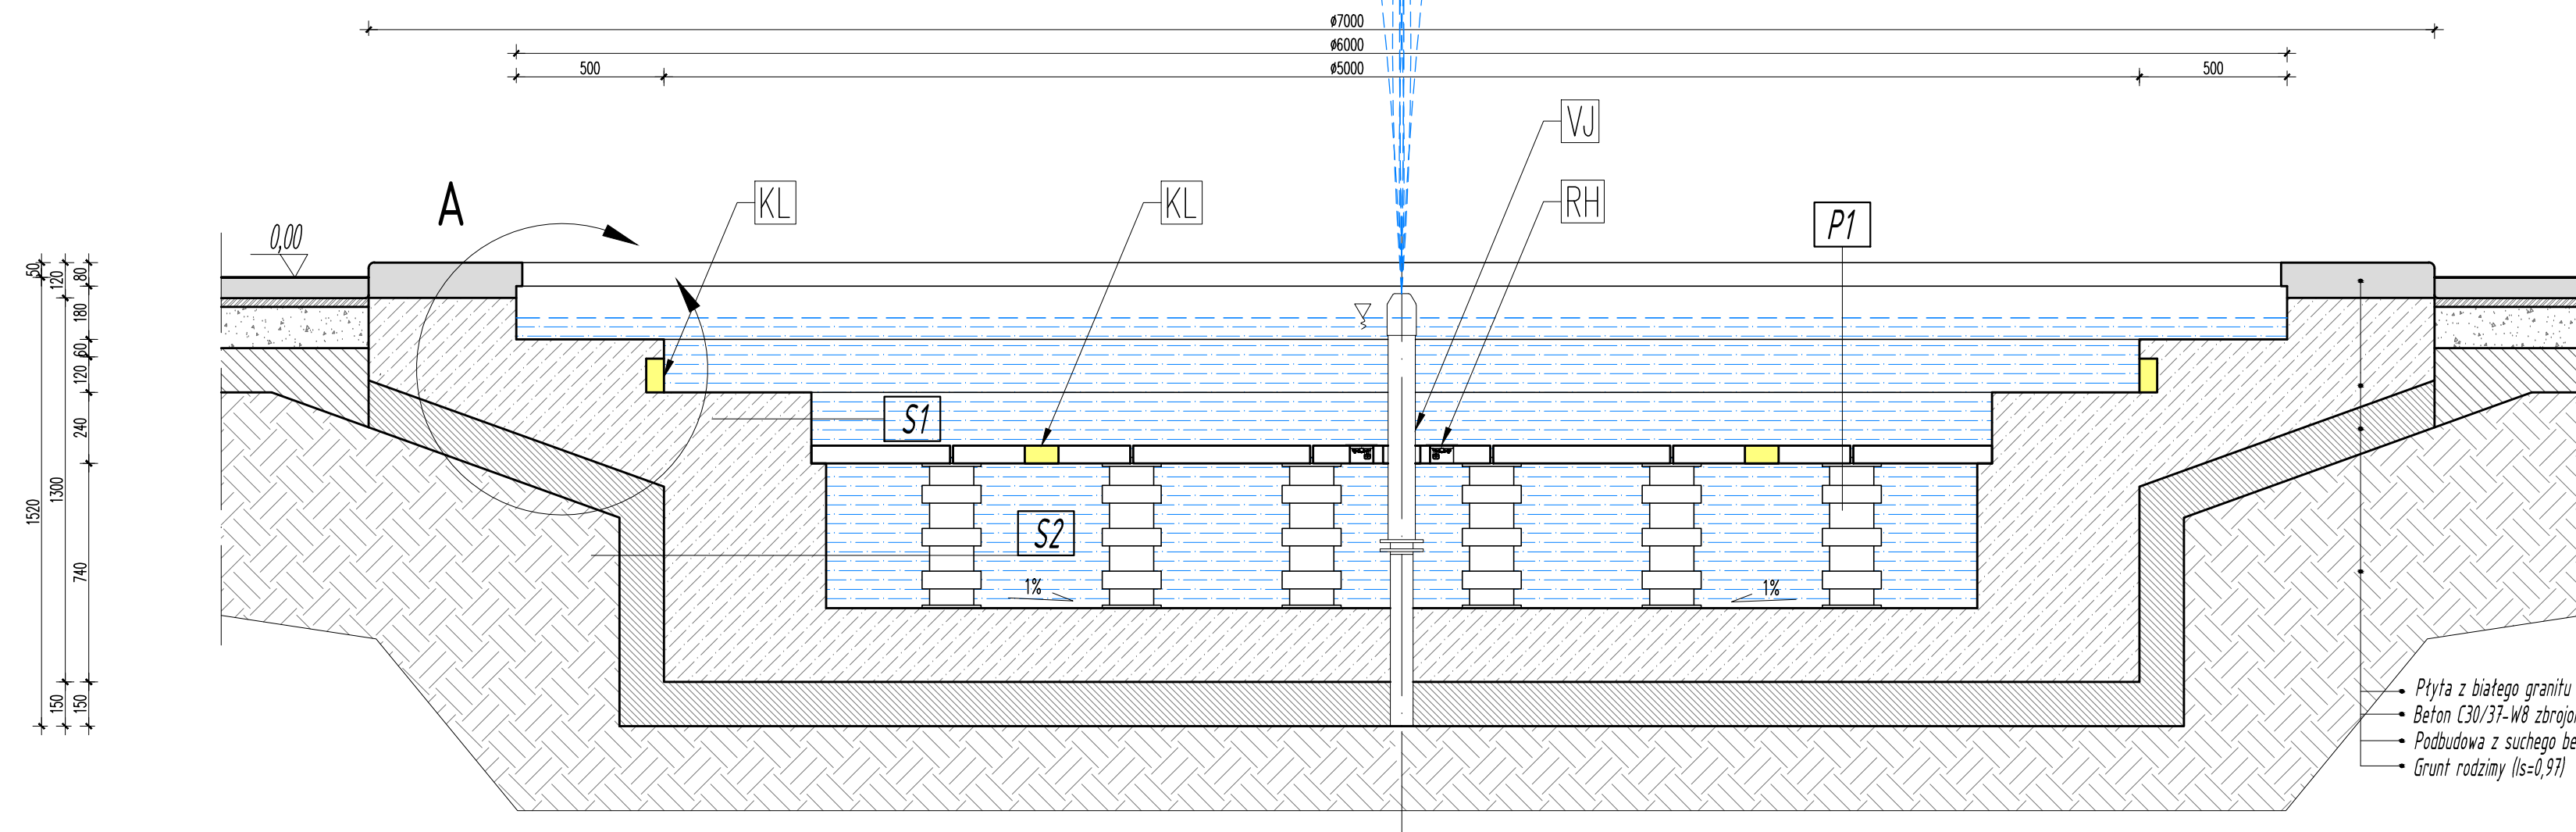 ø7000
ø6000
500
ø5000
500
VJ
A
KL
KL
RH
P1
0,00
50
120
80
180
60
120
S1
240
1300
1520
S2
740
1%
1%
150
150
Płyta z białego granitu
Beton C30/37-W8 zbrojo
Podbudowa z suchego be
Grunt rodzimy (Is=0,97)